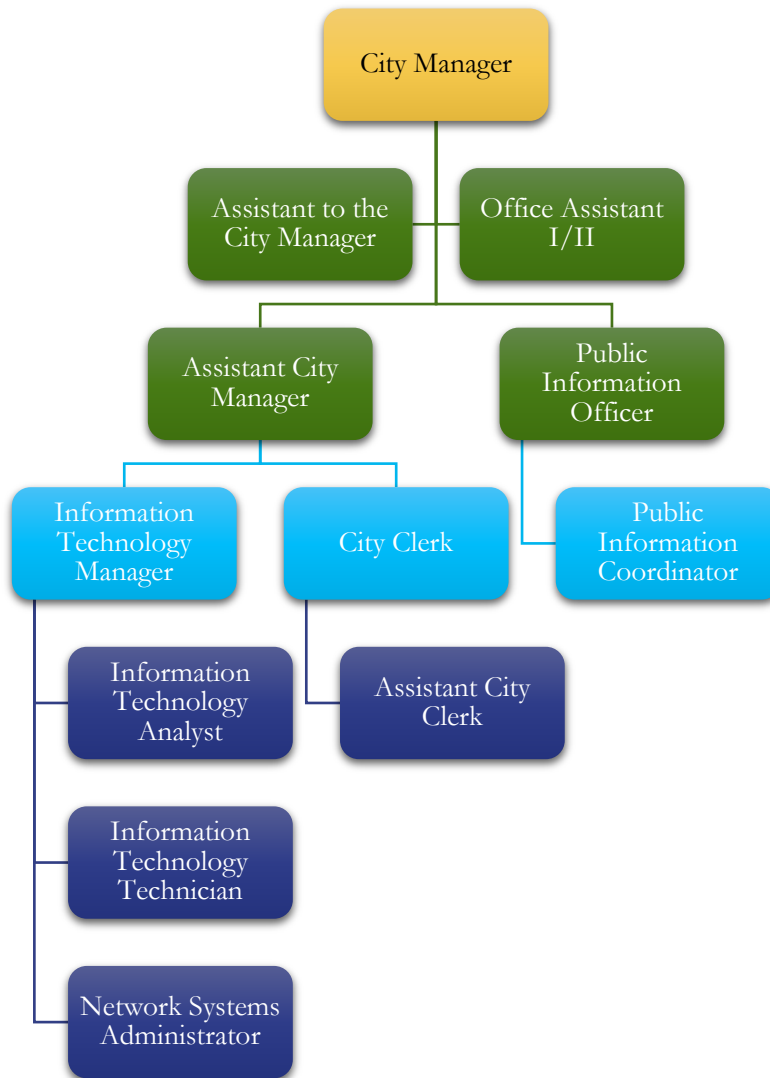 City Manager
Assistant to the
City Manager
Office Assistant
I/II
Assistant City
Manager
Public
Information
Officer
Information
Technology
Manager
City Clerk
Public
Information
Coordinator
Information
Technology
Analyst
Assistant City
Clerk
Information
Technology
Technician
Network Systems
Administrator